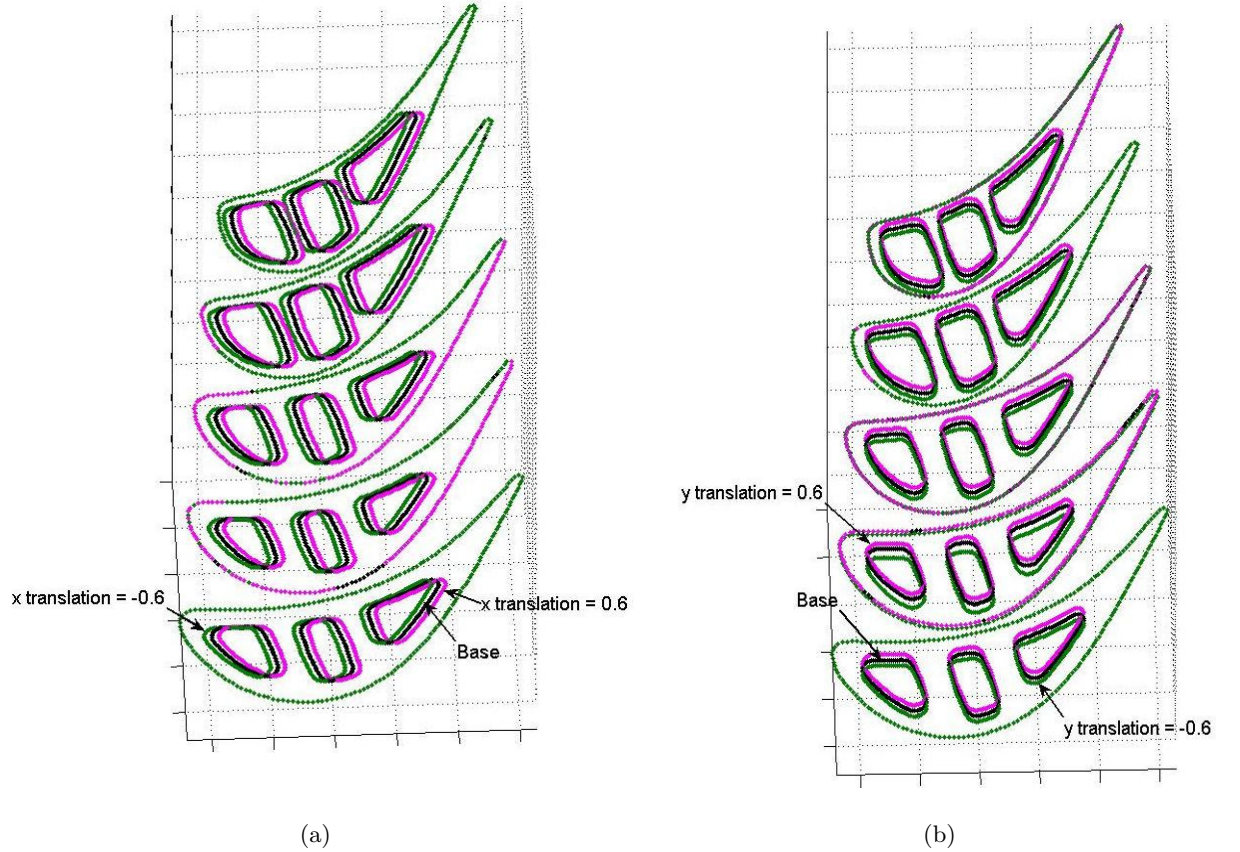 x translation = -0.6
x translation = 0.6
Base
(a)
y translation = 0.6
Base
y translation = -0.6
(b)